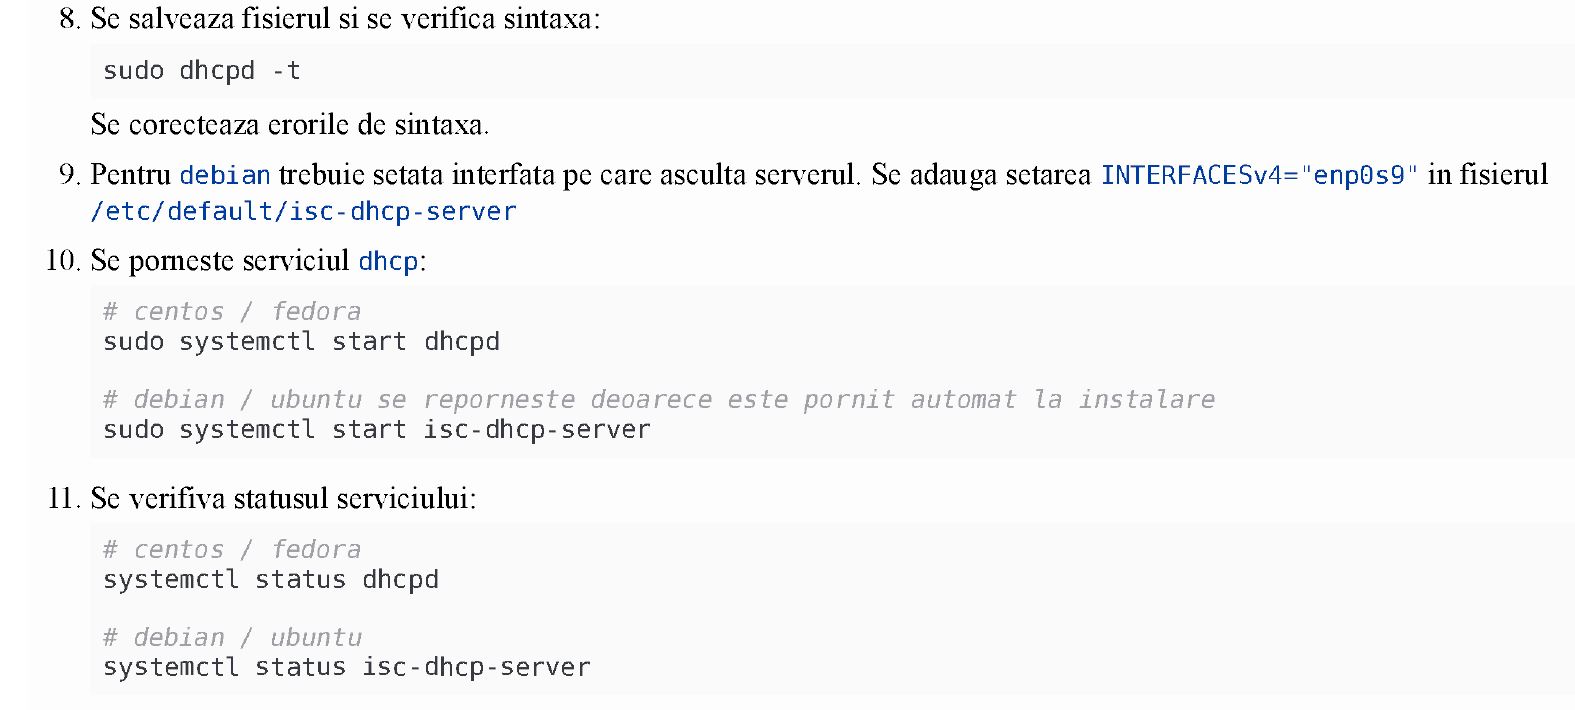 8. Se salveaza fisierul si se verifica sintaxa:
sudo dhcpd -t
Se corecteaza erorile de sintaxa.
9. Pentru debian trebuie setata interfata pe care asculta serverul. Se adauga setarea INTERFACESv4="enp0s9" in fisierul
/etc/default/isc-dhcp-server
10. Se porneste serviciul dhcp:
# centos / fedora
sudo systemctl start dhcpd
# debian / ubuntu se reporneste deoarece este pornit automat la instalare
sudo systemctl start isc-dhcp-server
11. Se verifiva statusul serviciului:
# centos / fedora
systemctl status dhcpd
# debian / ubuntu
systemctl status isc-dhcp-server